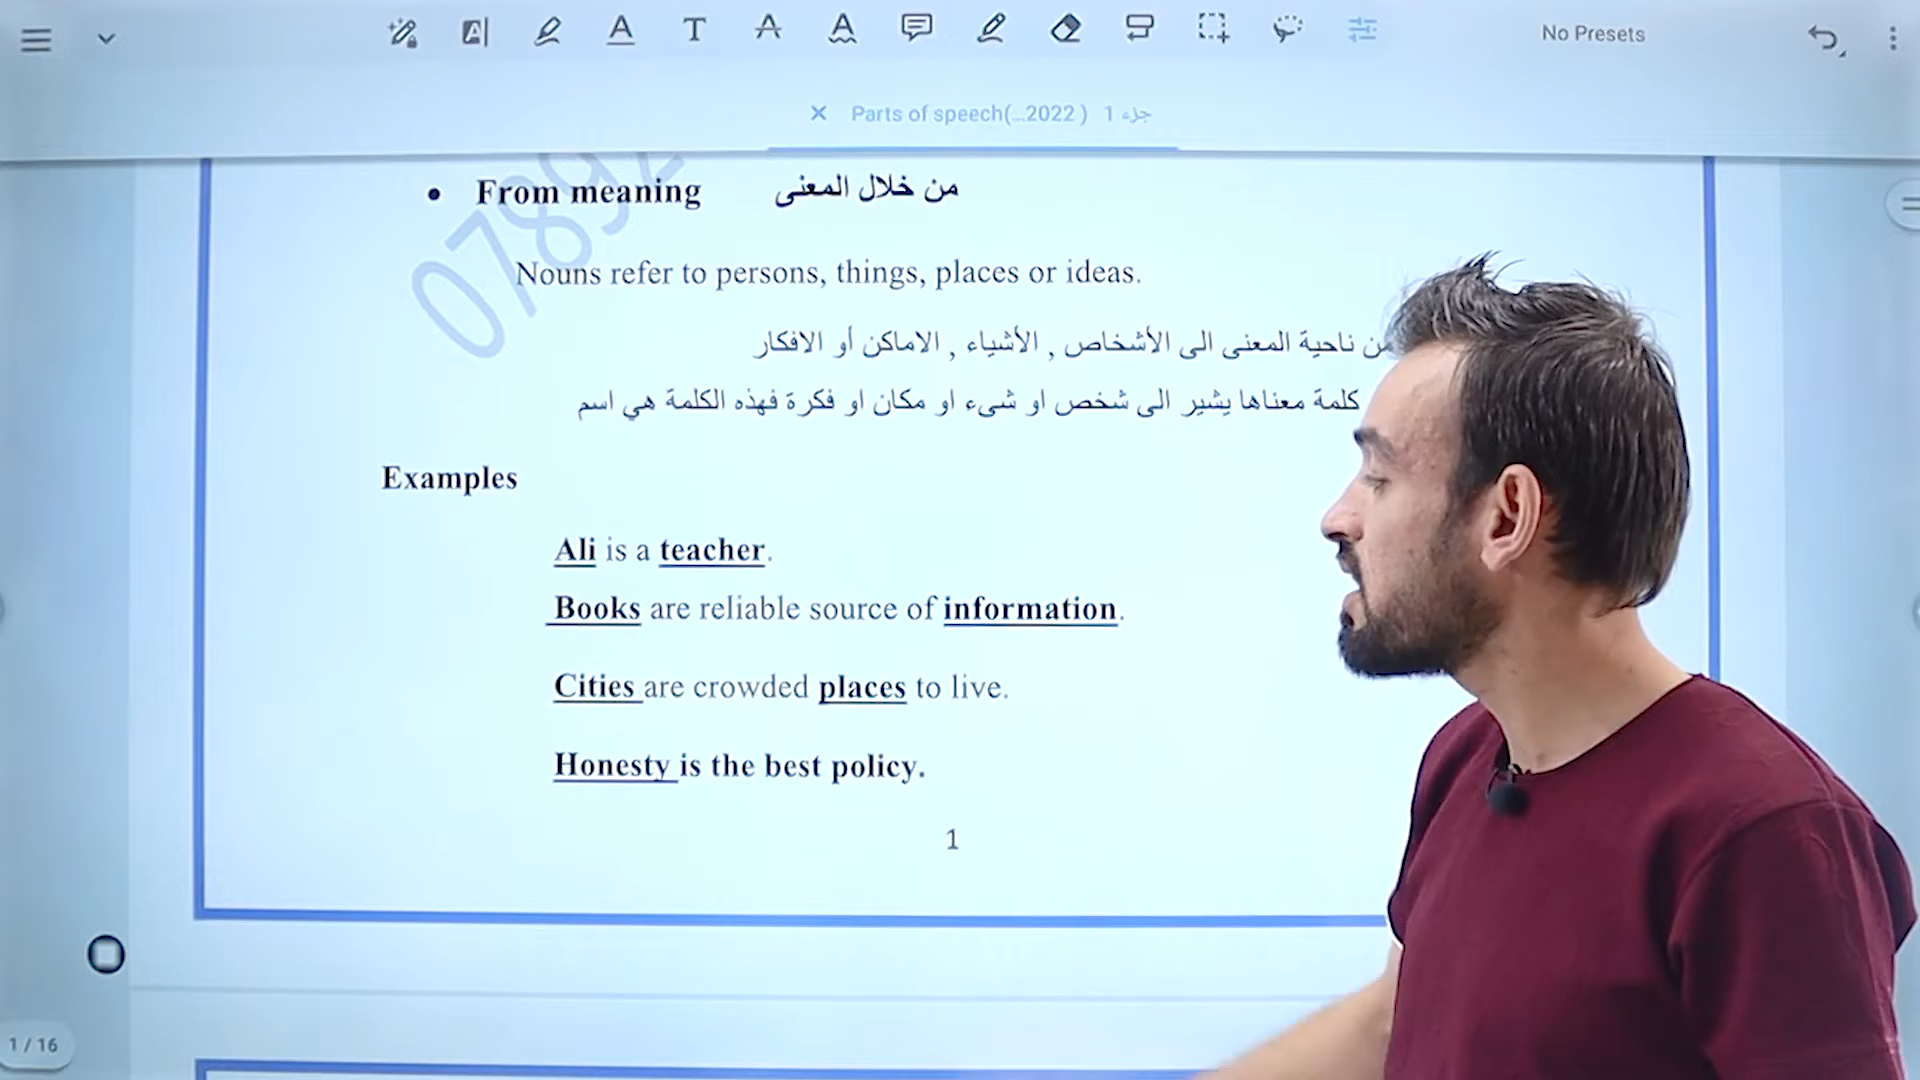 No Presets
Parts of speech(...2022 ) جزء 1
From meaning من خلال المعنى
Nouns refer to persons, things, places or ideas.
ناحية المعنى الى الأشخاص , الأشياء , الاماكن أو الافكار
كلمة معناها يشير الى شخص او شىء او مكان او فكرة فهذه الكلمة هي اسم
Examples
Ali is a teacher.
Books are reliable source of information.
Cities are crowded places to live.
Honesty is the best policy.
1
1 / 16